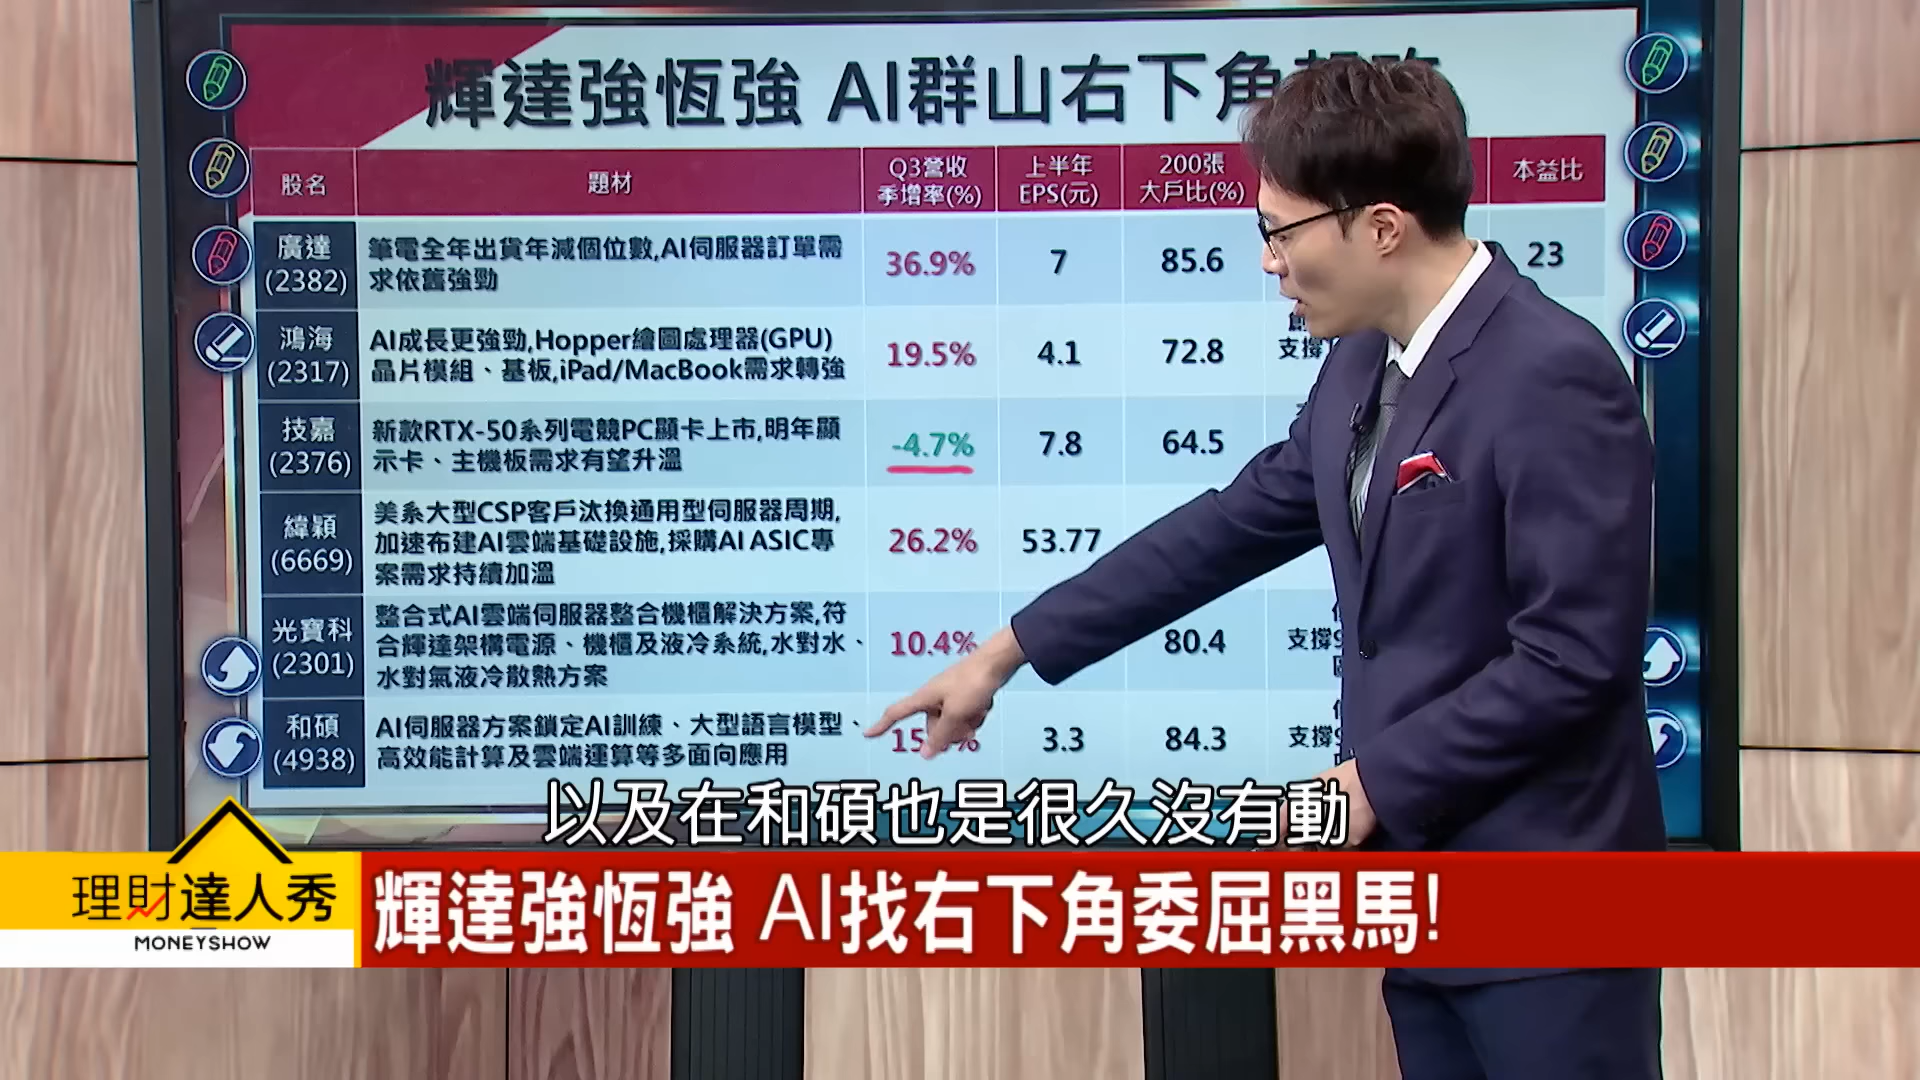 輝達強恆強 AI群山右下角
股名 題材 Q3營收季增率(%) 上半年EPS(元) 200張大戶比(%) 本益比
廣達
(2382)
筆電全年出貨年減個位數,AI伺服器訂單需
求依舊強勁
36.9% 7 85.6 23
鴻海
(2317)
AI成長更強勁,Hopper繪圖處理器(GPU)
晶片模組、基板,iPad/MacBook需求轉強
19.5% 4.1 72.8
支撐
技嘉
(2376)
新款RTX-50系列電競PC顯卡上市,明年顯
示卡、主機板需求有望升溫
-4.7% 7.8 64.5
緯穎
(6669)
美系大型CSP客戶汰換通用型伺服器周期,
加速布建AI雲端基礎設施,採購AI ASIC專
案需求持續加溫
26.2% 53.77
光寶科
(2301)
整合式AI雲端伺服器整合機櫃解決方案,符
合輝達架構電源、機櫃及液冷系統,水對水、
水對氣液冷散熱方案
10.4% 80.4
支撐9
和碩
(4938)
AI伺服器方案鎖定AI訓練、大型語言模型、
高效能計算及雲端運算等多面向應用
3.3 84.3
支撐9
以及在和碩也是很久沒有動
理財達人秀
MONEYSHOW
輝達強恆強 AI找右下角委屈黑馬!